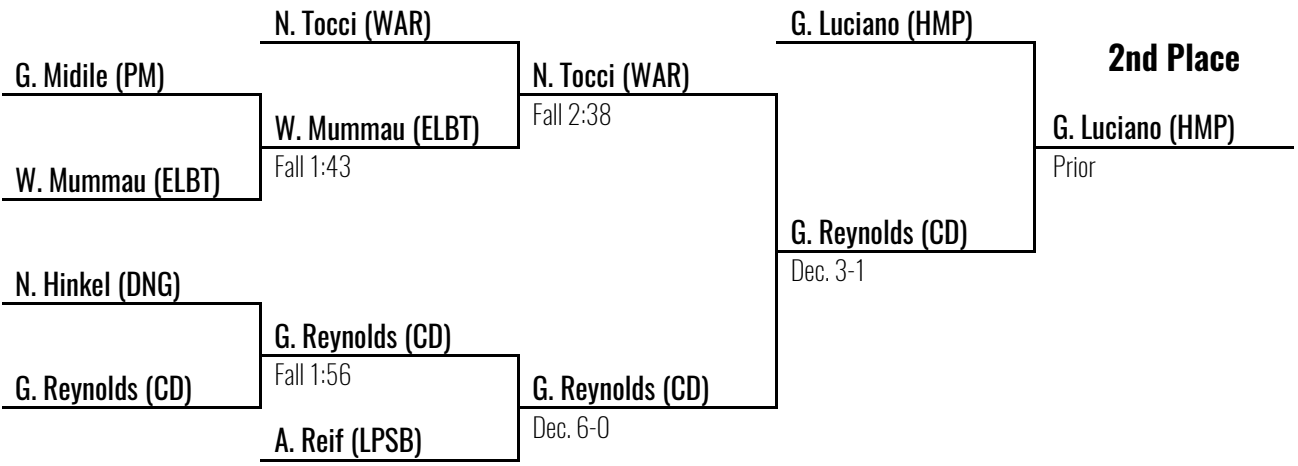 N. Tocci (WAR)
G. Luciano (HMP)
2nd Place
G. Midile (PM)
N. Tocci (WAR)
Fall 2:38
W. Mummau (ELBT)
Fall 1:43
G. Luciano (HMP)
Prior
W. Mummau (ELBT)
G. Reynolds (CD)
Dec. 3-1
N. Hinkel (DNG)
G. Reynolds (CD)
Fall 1:56
G. Reynolds (CD)
G. Reynolds (CD)
Dec. 6-0
A. Reif (LPSB)